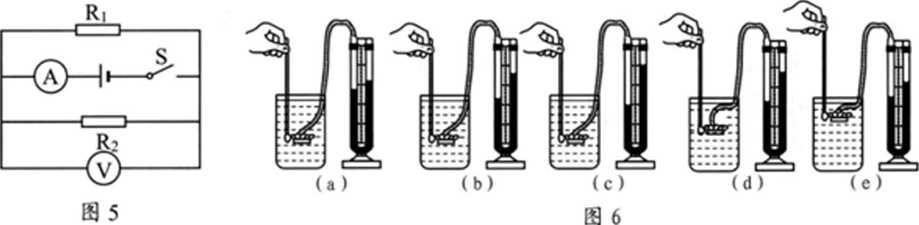 R₁
A
S
R₂
V
图 5
(a) (b) (c) (d) (e)
图 6